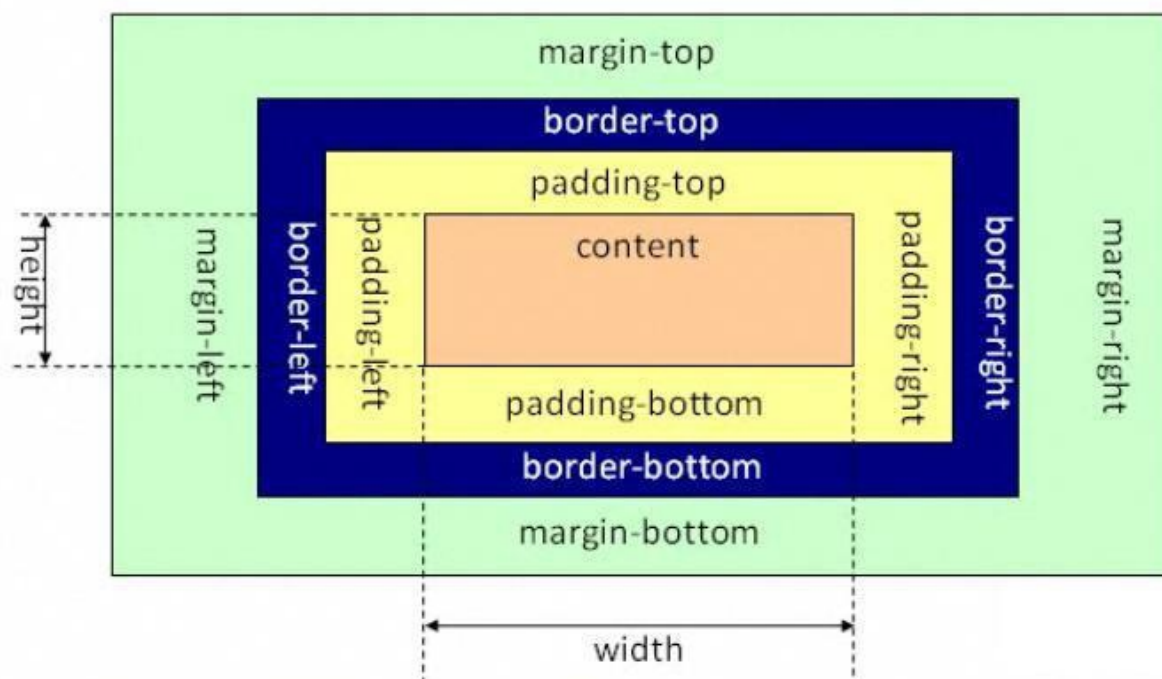 margin-top
border-top
padding-top
content
height
margin-left
border-left
padding-left
padding-right
border-right
margin-right
padding-bottom
border-bottom
margin-bottom
width